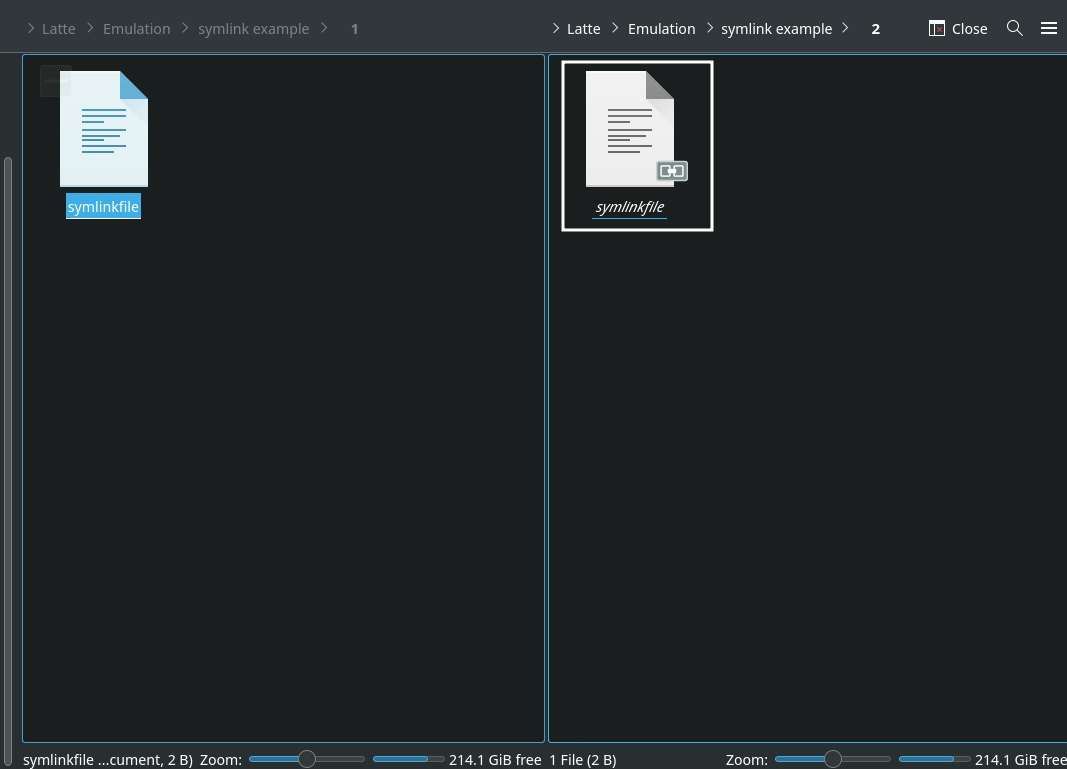 Latte Emulation symlink example 1
Latte Emulation symlink example 2 Close
symlinkfile
symlinkfile
symlinkfile ...cument, 2 B) Zoom: 214.1 GiB free
1 File (2 B) Zoom: 214.1 GiB free